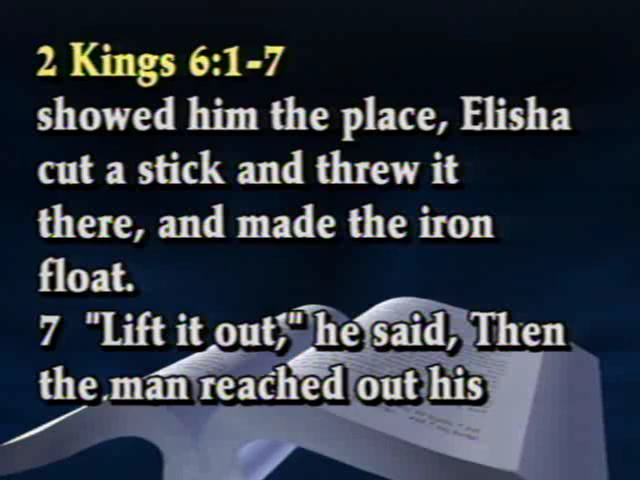 2 Kings 6:1-7
showed him the place, Elisha
cut a stick and threw it
there, and made the iron
float.
7 "Lift it out," he said, Then
the man reached out his